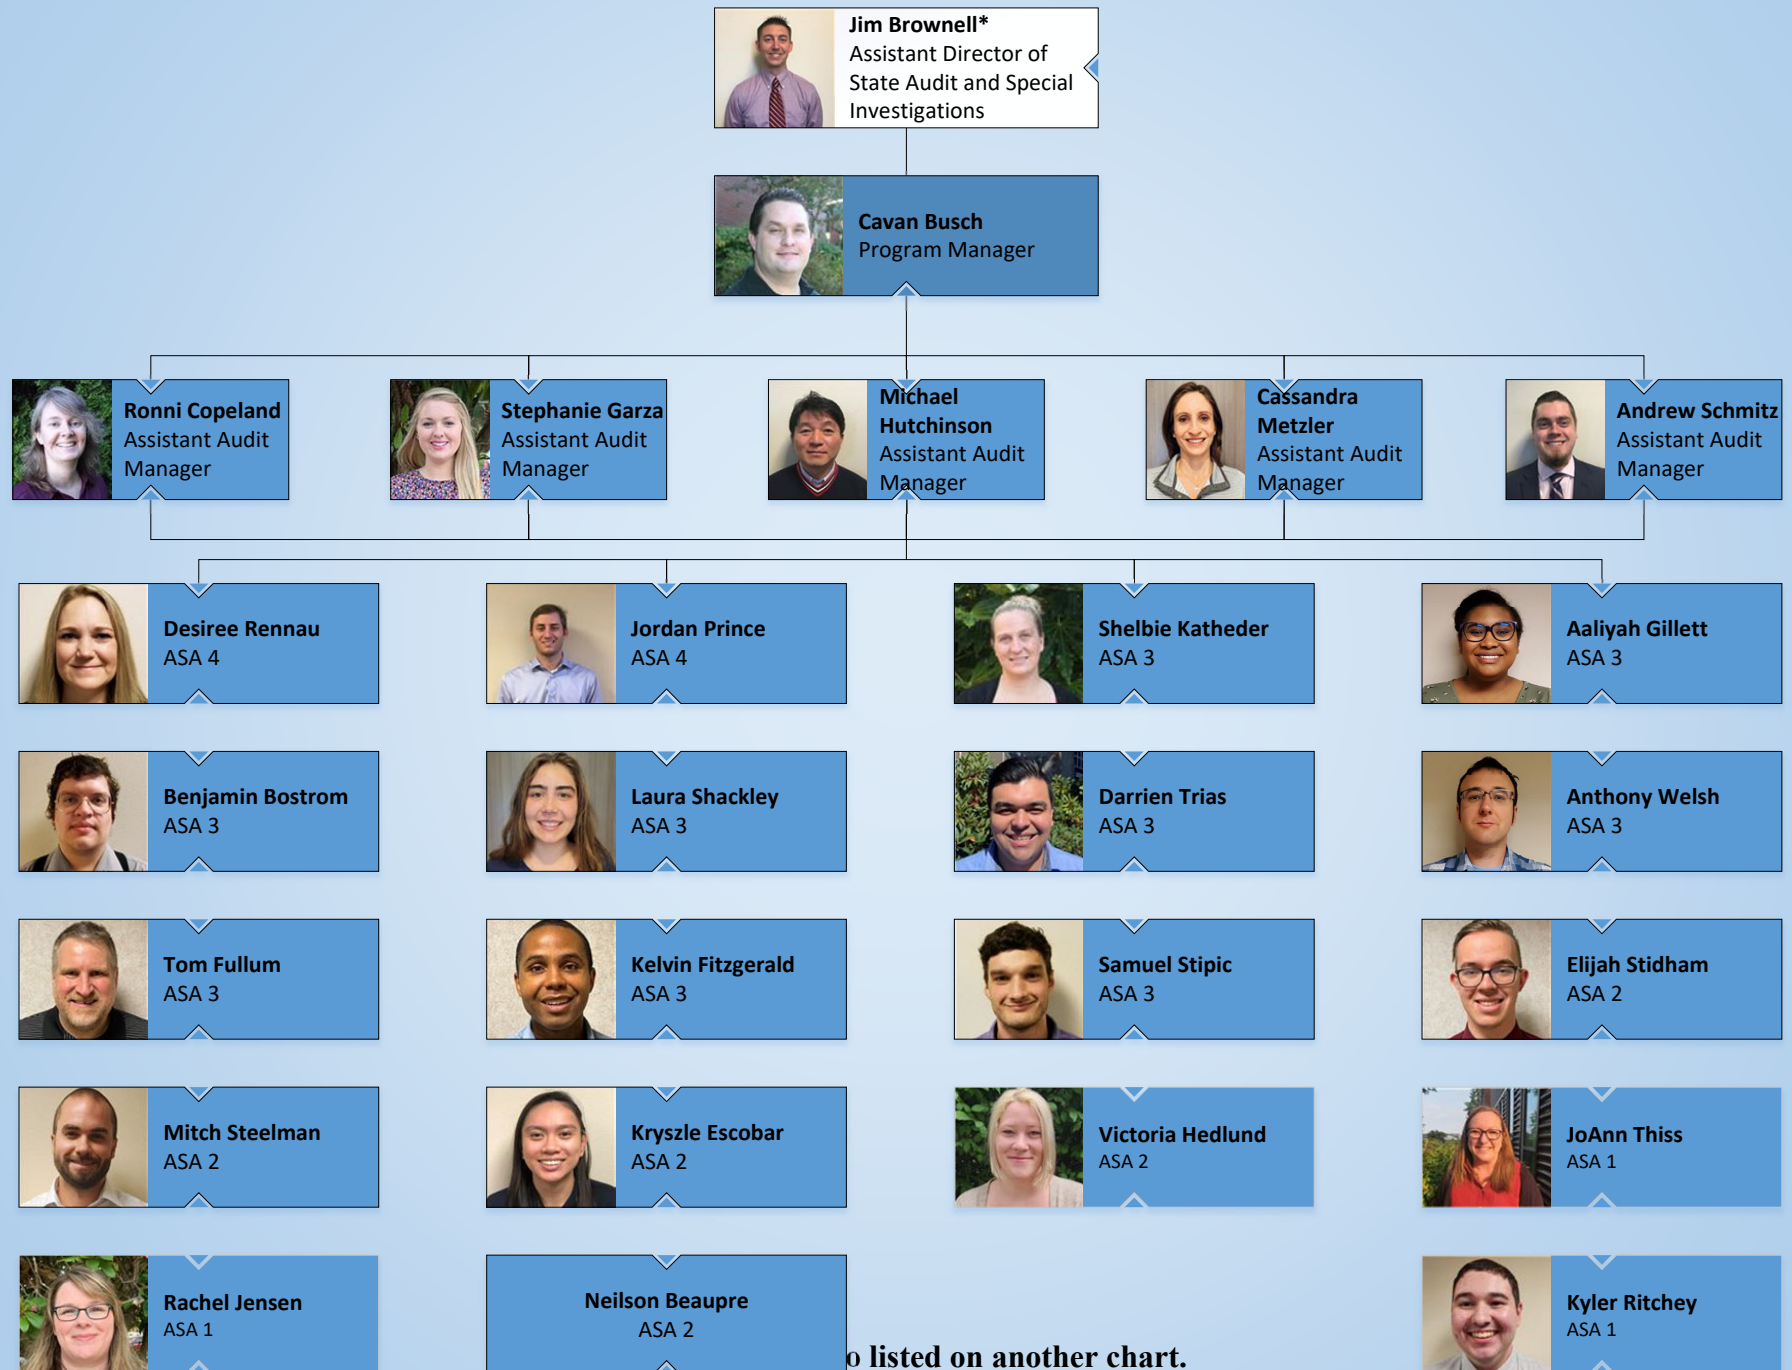 Jim Brownell*
Assistant Director of
State Audit and Special
Investigations
Cavan Busch
Program Manager
Ronni Copeland
Assistant Audit
Manager
Stephanie Garza
Assistant Audit
Manager
Michael
Hutchinson
Assistant Audit
Manager
Cassandra
Metzler
Assistant Audit
Manager
Andrew Schmitz
Assistant Audit
Manager
Desiree Rennau
ASA 4
Jordan Prince
ASA 4
Shelbie Katheder
ASA 3
Aaliyah Gillett
ASA 3
Benjamin Bostrom
ASA 3
Laura Shackley
ASA 3
Darrien Trias
ASA 3
Anthony Welsh
ASA 3
Tom Fullum
ASA 3
Kelvin Fitzgerald
ASA 3
Samuel Stipic
ASA 3
Elijah Stidham
ASA 2
Mitch Steelman
ASA 2
Kryszle Escobar
ASA 2
Victoria Hedlund
ASA 2
JoAnn Thiss
ASA 1
Rachel Jensen
ASA 1
Neilson Beaupre
ASA 2
Kyler Ritchey
ASA 1
listed on another chart.